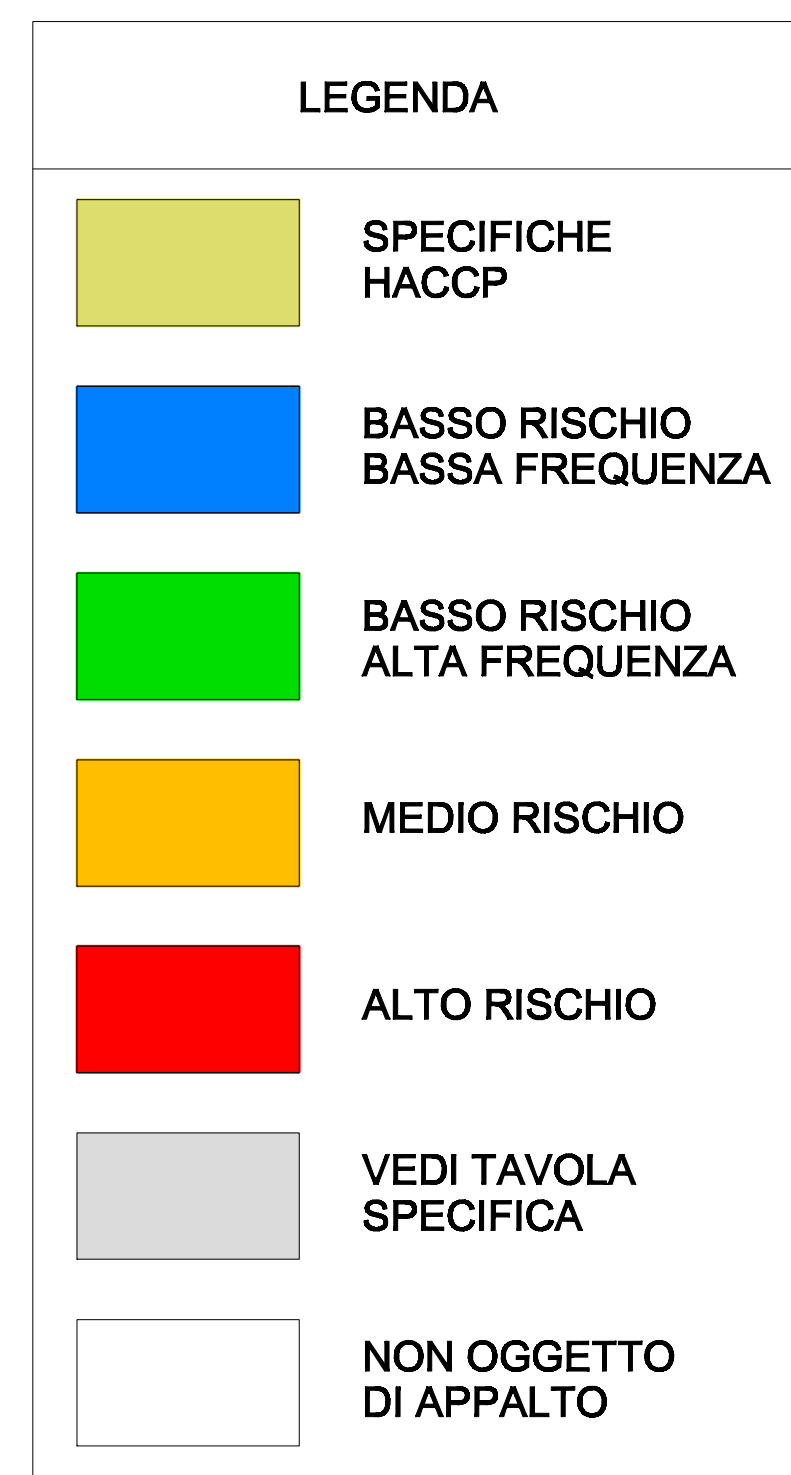 LEGENDA
SPECIFICHE
HACCP
BASSO RISCHIO
BASSA FREQUENZA
BASSO RISCHIO
ALTA FREQUENZA
MEDIO RISCHIO
ALTO RISCHIO
VEDI TAVOLA
SPECIFICA
NON OGGETTO
DI APPALTO